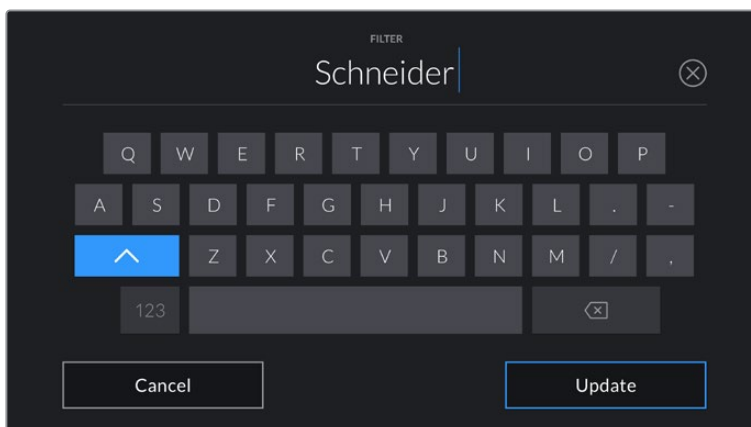 FILTER
Schneider
Q W E R T Y U I O P
A S D F G H J K L . -
Z X C V B N M / ,
123
Cancel Update